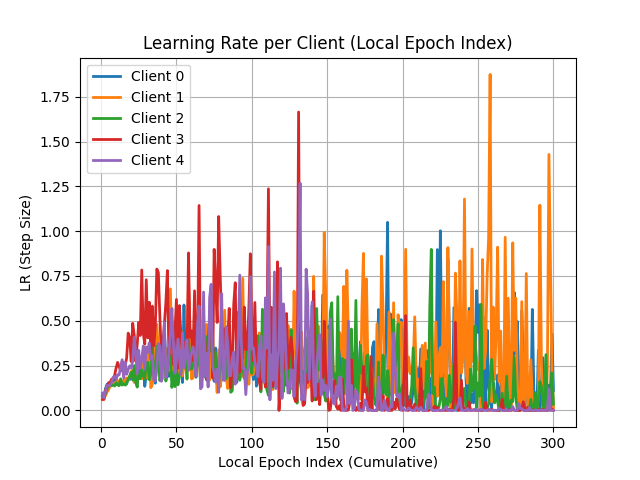 Learning Rate per Client (Local Epoch Index)
Client 0
Client 1
Client 2
Client 3
Client 4
LR (Step Size)
1.75
1.50
1.25
1.00
0.75
0.50
0.25
0.00
0 50 100 150 200 250 300
Local Epoch Index (Cumulative)